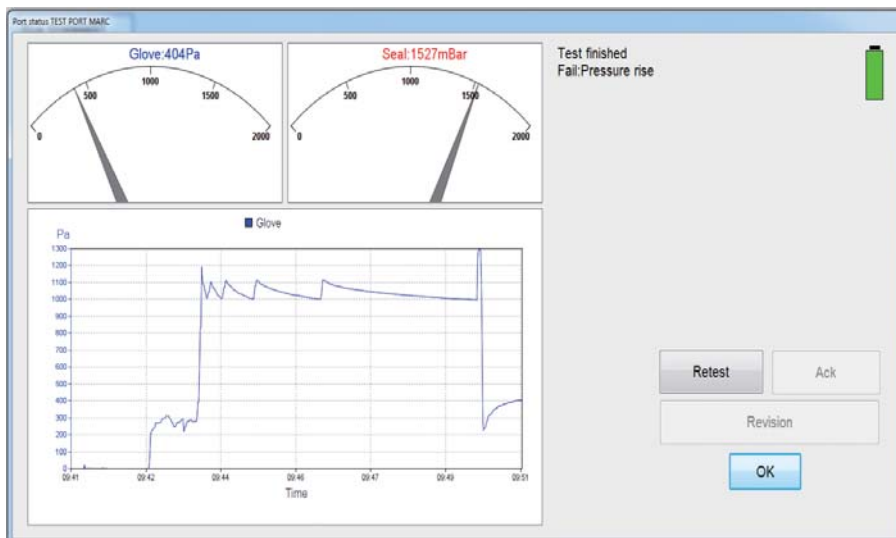 Port status TEST PORT MARC
Glove:404Pa
0
500
1000
1500
2000
Seal:1527mBar
0
500
1000
1500
2000
Test finished
Fail:Pressure rise
Glove
Pa
1300
1200
1100
1000
900
800
700
600
500
400
300
200
100
0
09:41 09:42 09:44 09:46 09:47 09:49 09:51
Time
Retest Ack
Revision
OK